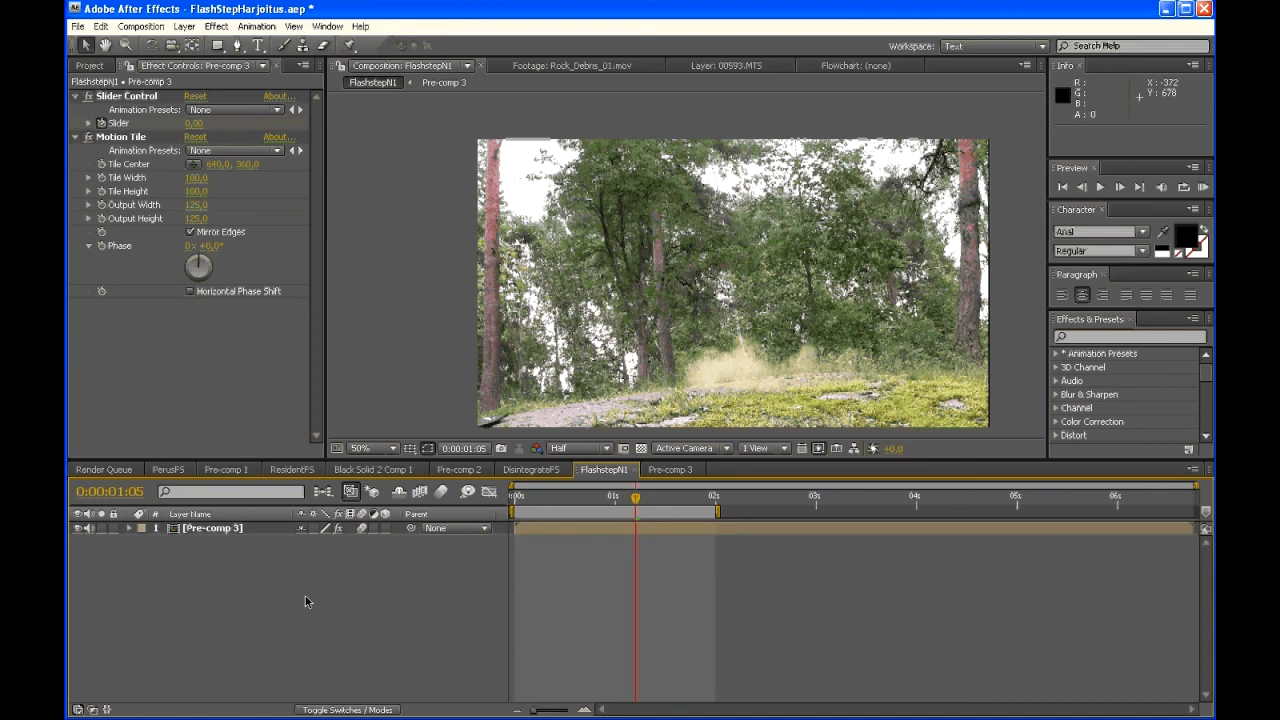 Adobe After Effects - FlashStepHarjoitus.aep *
File Edit Composition Layer Effect Animation View Window Help
Workspace: Text Search Help
Project Effect Controls: Pre-comp 3 Composition: FlashstepN1 Footage: Rock_Debris_01.mov Layer: 00593.MTS Flowchart: (none) Info
FlashstepN1 • Pre-comp 3
FlashstepN1 Pre-comp 3
Slider Control Reset About...
Animation Presets: None
Slider 0,00
Motion Tile Reset About...
Animation Presets: None
Tile Center 640,0, 360,0
Tile Width 100,0
Tile Height 100,0
Output Width 125,0
Output Height 125,0
Mirror Edges
Phase 0 x +0,0°
Horizontal Phase Shift
R :
G :
B :
A : 0
X : -372
Y : 678
Preview
Character
Arial
Regular
Paragraph
Effects & Presets
* Animation Presets
3D Channel
Audio
Blur & Sharpen
Channel
Color Correction
Distort
50% 0:00:01:05 Half Active Camera 1 View +0,0
Render Queue PerusFS Pre-comp 1 ResidentFS Black Solid 2 Comp 1 Pre-comp 2 DisintegrateFS FlashstepN1 Pre-comp 3
0:00:01:05
01s 02s 03s 04s 05s 06s
# Layer Name Parent
1 [Pre-comp 3] None
Toggle Switches / Modes